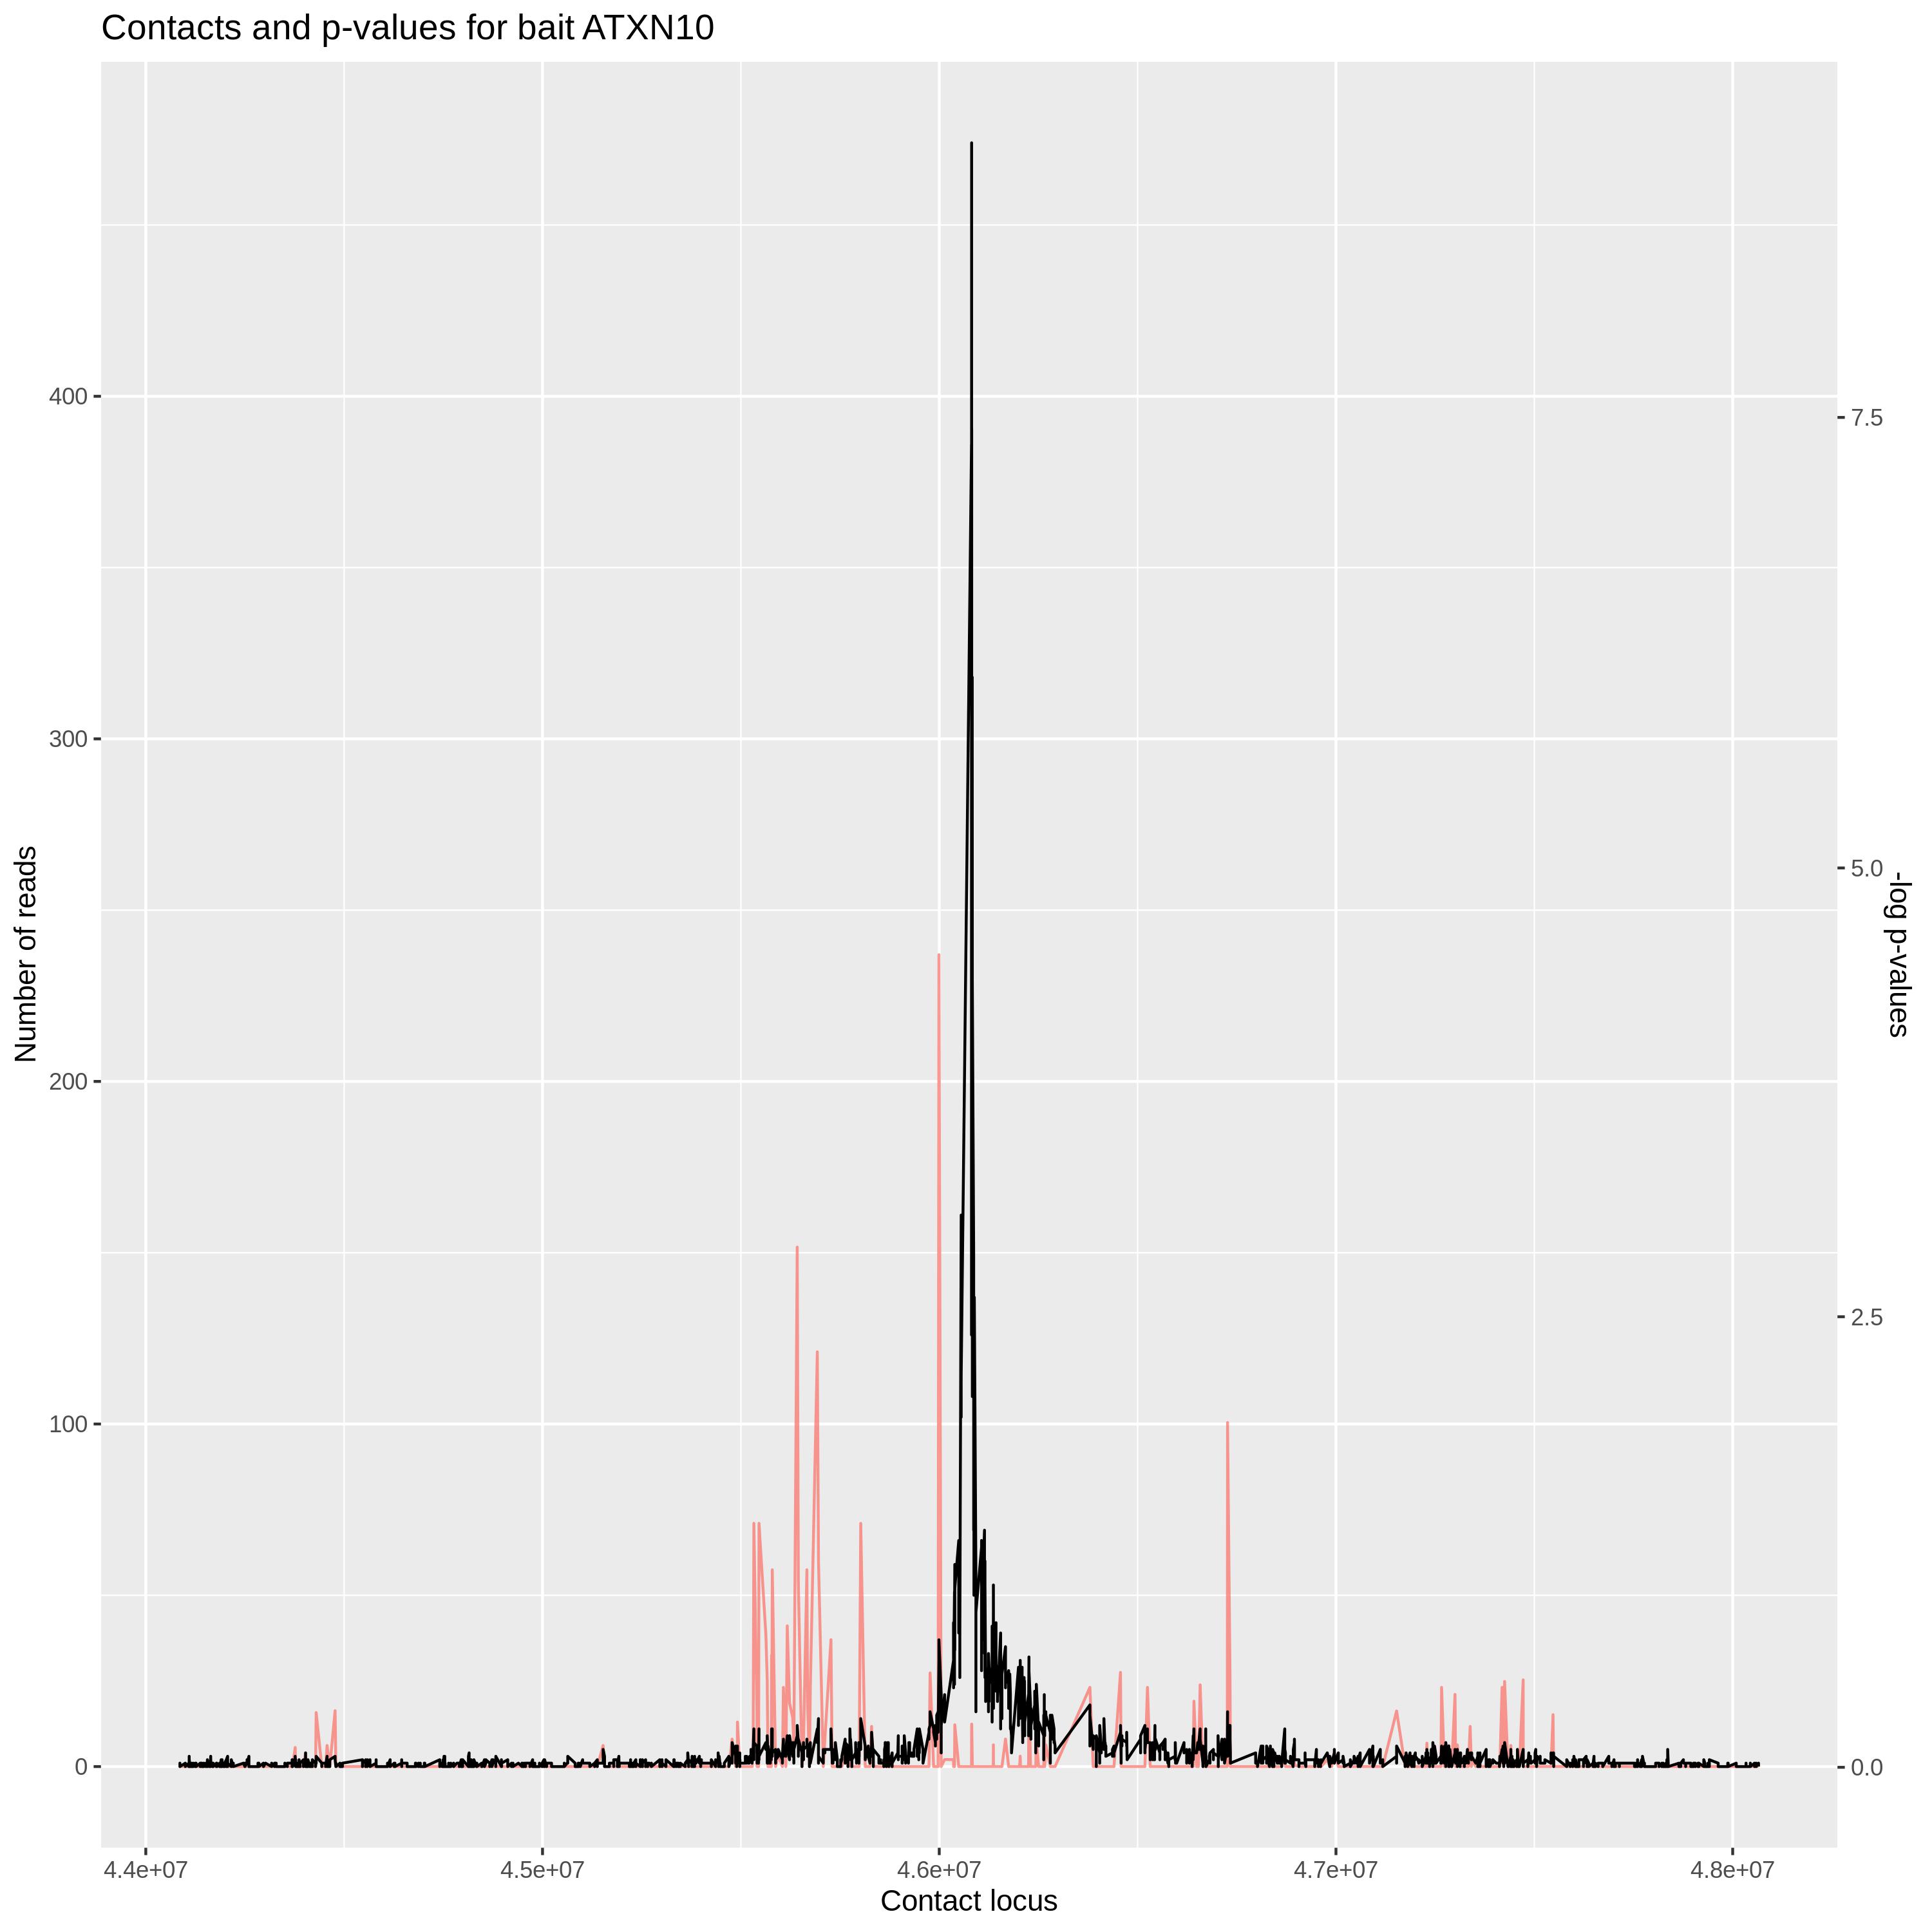 Contacts and p-values for bait ATXN10
Number of reads
400
300
200
100
0
7.5
5.0
2.5
0.0
-log p-values
4.4e+07 4.5e+07 4.6e+07 4.7e+07 4.8e+07
Contact locus